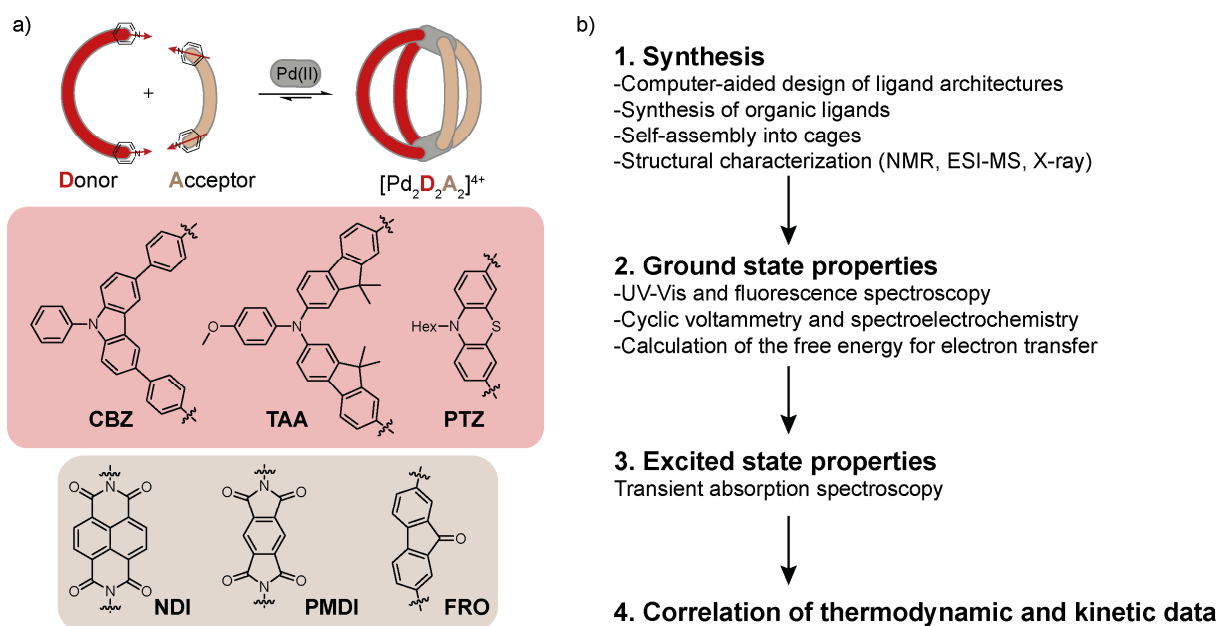 a)
N
N
N
N
+
Pd(II)
Donor
Acceptor
[Pd₂D₂A₂]⁴⁺
N
CBZ
O
N
TAA
Hex
N
S
PTZ
O
N
O
O
N
O
NDI
O
N
O
O
N
O
PMDI
O
FRO
b)
1. Synthesis
-Computer-aided design of ligand architectures
-Synthesis of organic ligands
-Self-assembly into cages
-Structural characterization (NMR, ESI-MS, X-ray)
2. Ground state properties
-UV-Vis and fluorescence spectroscopy
-Cyclic voltammetry and spectroelectrochemistry
-Calculation of the free energy for electron transfer
3. Excited state properties
Transient absorption spectroscopy
4. Correlation of thermodynamic and kinetic data